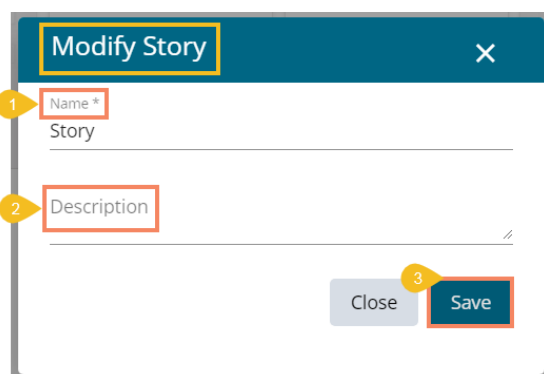 Modify Story
1
Name *
Story
2
Description
3
Close
Save